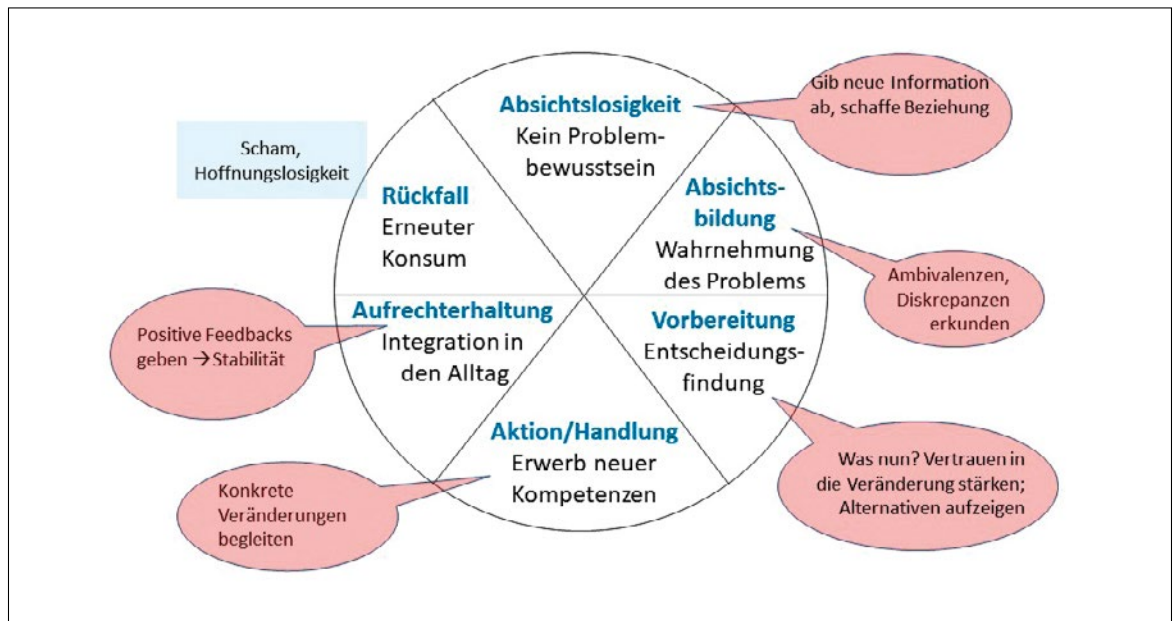 Absichtslosigkeit
Kein Problem-
bewusstsein
Gib neue Information
ab, schaffe Beziehung
Absichts-
bildung
Wahrnehmung
des Problems
Ambivalenzen,
Diskrepanzen
erkunden
Vorbereitung
Entscheidungs-
findung
Was nun? Vertrauen in
die Veränderung stärken;
Alternativen aufzeigen
Aktion/Handlung
Erwerb neuer
Kompetenzen
Konkrete
Veränderungen
begleiten
Aufrechterhaltung
Integration in
den Alltag
Positive Feedbacks
geben → Stabilität
Rückfall
Erneuter
Konsum
Scham,
Hoffnungslosigkeit